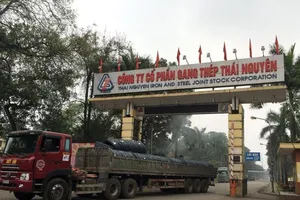 CÔNG TY CỔ PHẦN GANG THÉP THÁI NGUYÊN
THAI NGUYEN IRON AND STEEL JOINT STOCK CORPORATION